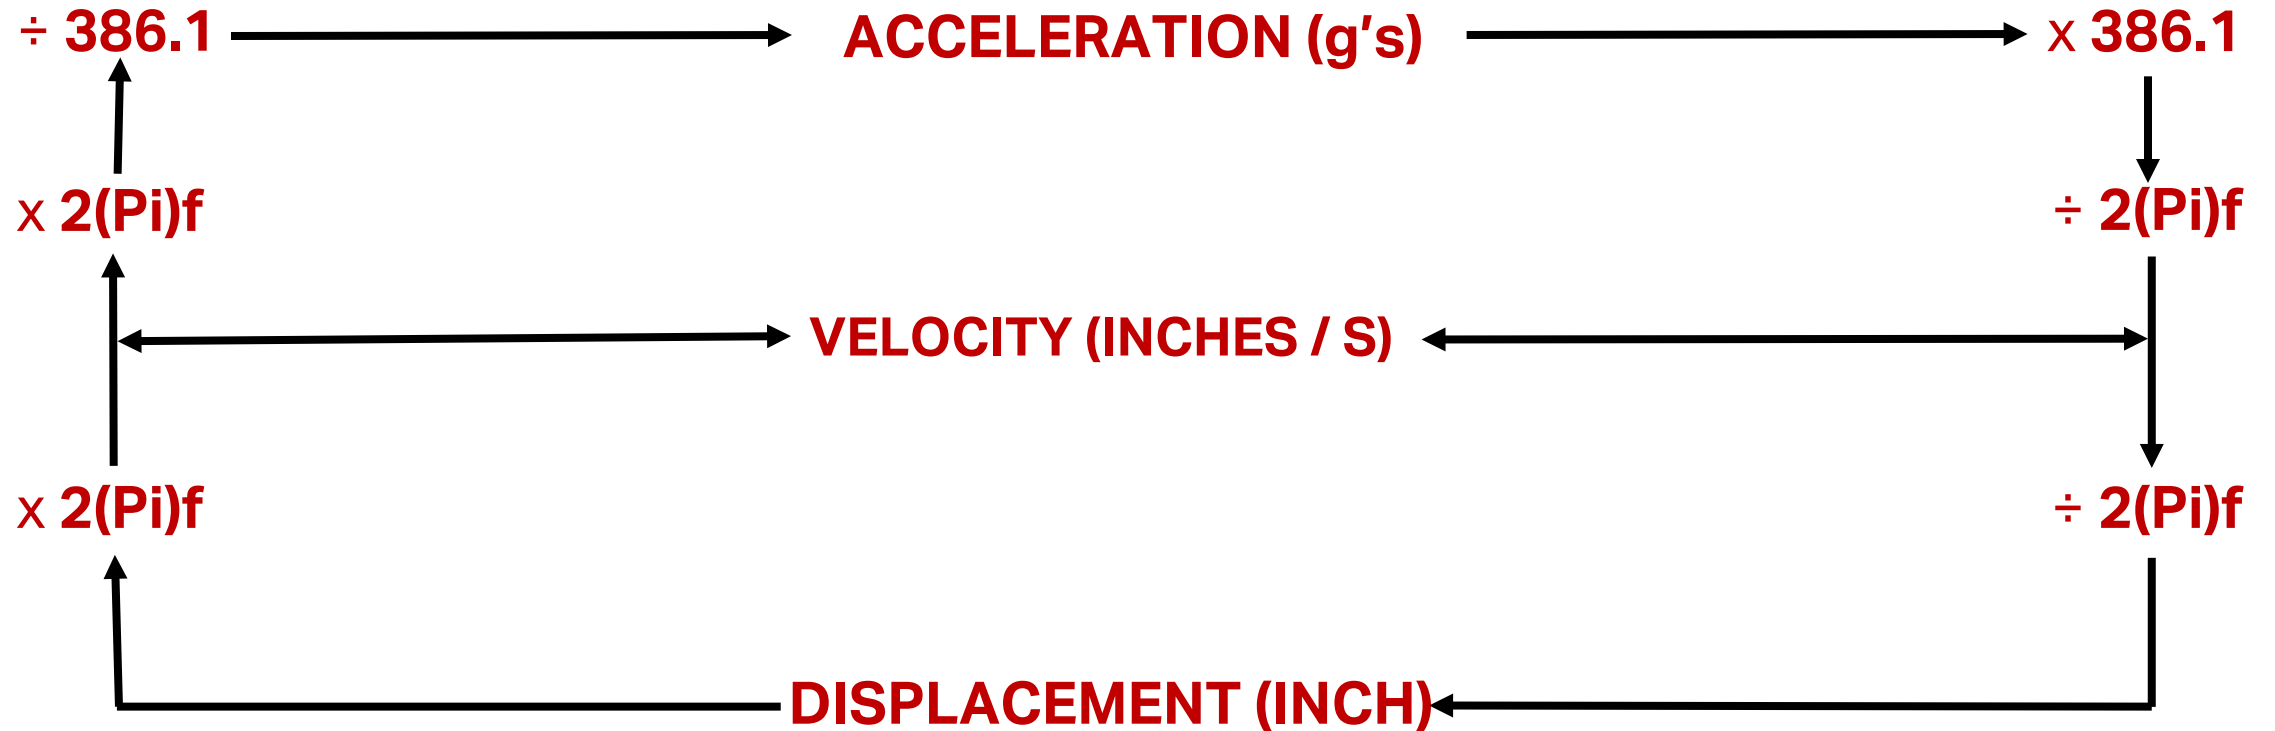 ÷ 386.1 ACCELERATION (g's) x 386.1
x 2(Pi)f ÷ 2(Pi)f
VELOCITY (INCHES / S)
x 2(Pi)f ÷ 2(Pi)f
DISPLACEMENT (INCH)